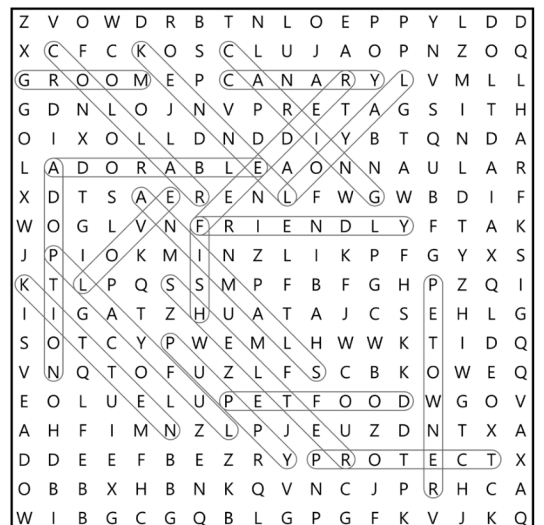 Z V O W D R B T N L O E P P Y L D D
X C F C K O S C L U J A O P N Z O Q
G R O O M E P C A N A R Y L V M L L
G D N L O J N V P R E T A G S I T H
O I X O L L D N D D I Y B T Q N D A
L A D O R A B L E A O N N A U L A R
X D T S A E R E N L F W G W B D I F
W O G L V N F R I E N D L Y F T A K
J P I O K M I N Z L I K P F G Y X S
K T L P Q S S M P F B F G H P Z Q I
I I G A T Z H U A T A J C S E H L G
S O T C Y P W E M L H W W K T I D Q
V N Q T O F U Z L F S C B K O W E Q
E O L U E L U P E T F O O D W G O V
A H F I M N Z L P J E U Z D N T X A
D D E E F B E Z R Y P R O T E C T X
O B B X H B N K Q V N C J P R H C A
W I B G C G Q B L G P G F K V J K Q